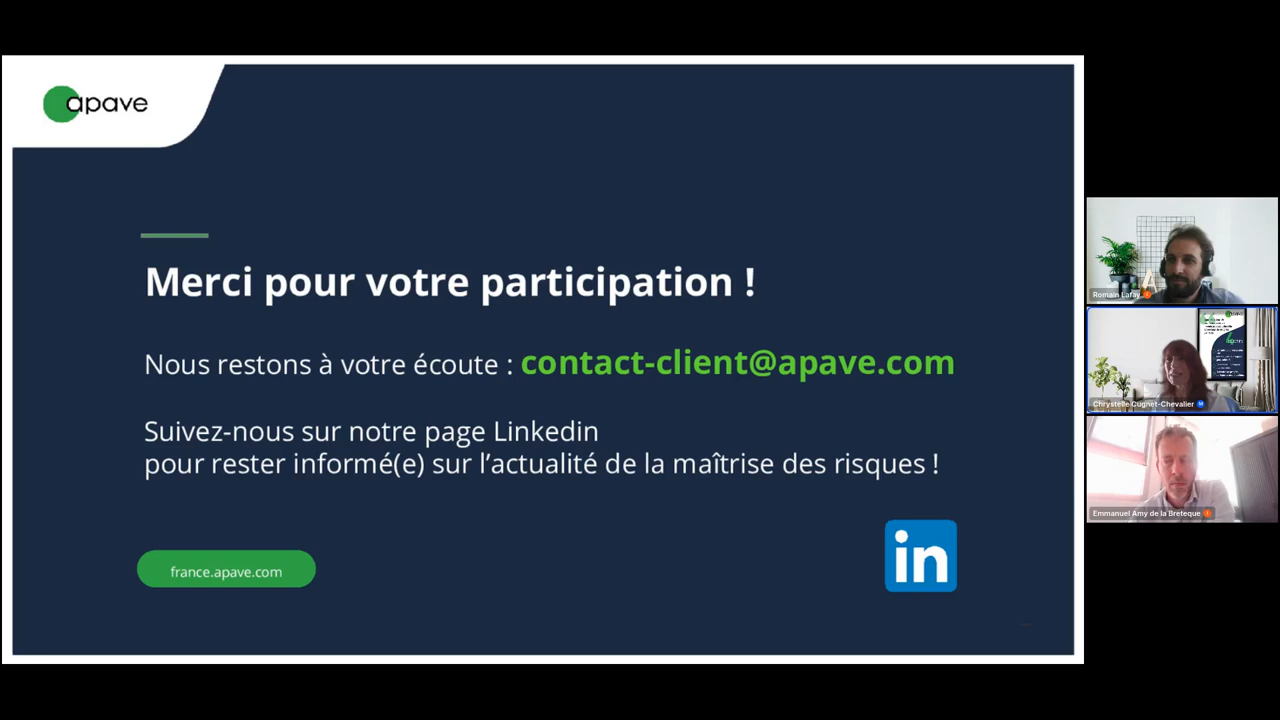 apave
Merci pour votre participation !
Nous restons à votre écoute : contact-client@apave.com
Suivez-nous sur notre page Linkedin
pour rester informé(e) sur l’actualité de la maîtrise des risques !
france.apave.com
in
Romain Lafay
Chrystelle Cugnet-Chevalier
Emmanuel Amy de la Breteque